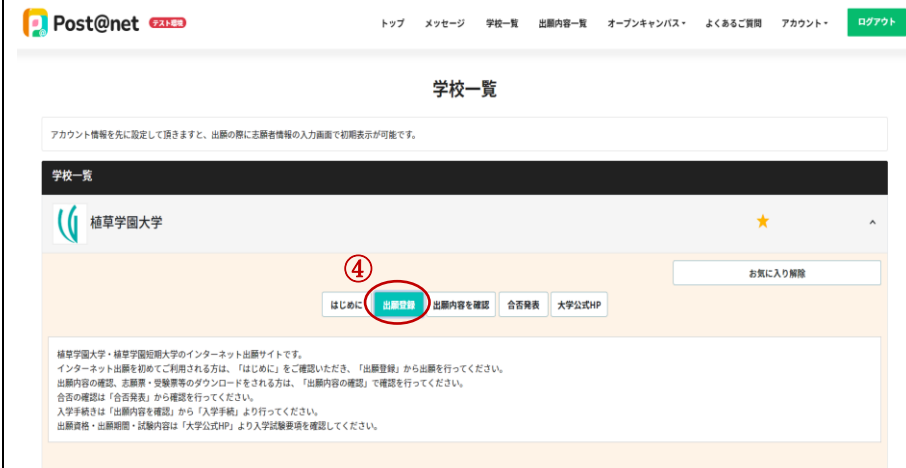 Post@net テスト環境 トップ メッセージ 学校一覧 出願内容一覧 オープンキャンパス よくあるご質問 アカウント ログアウト
学校一覧
アカウント情報を先に設定して頂きますと、出願の際に志願者情報の入力画面で初期表示が可能です。
学校一覧
植草学園大学
お気に入り解除
④
はじめに 出願登録 出願内容を確認 合否発表 大学公式HP
植草学園大学・植草学園短期大学のインターネット出願サイトです。
インターネット出願を初めてご利用される方は、「はじめに」をご確認いただき、「出願登録」から出願を行ってください。
出願内容の確認、志願票・受験票等のダウンロードをされる方は、「出願内容の確認」で確認を行ってください。
合否の確認は「合否発表」から確認を行ってください。
入学手続きは「出願内容を確認」から「入学手続」より行ってください。
出願資格・出願期間・試験内容は「大学公式HP」より入学試験要項を確認してください。